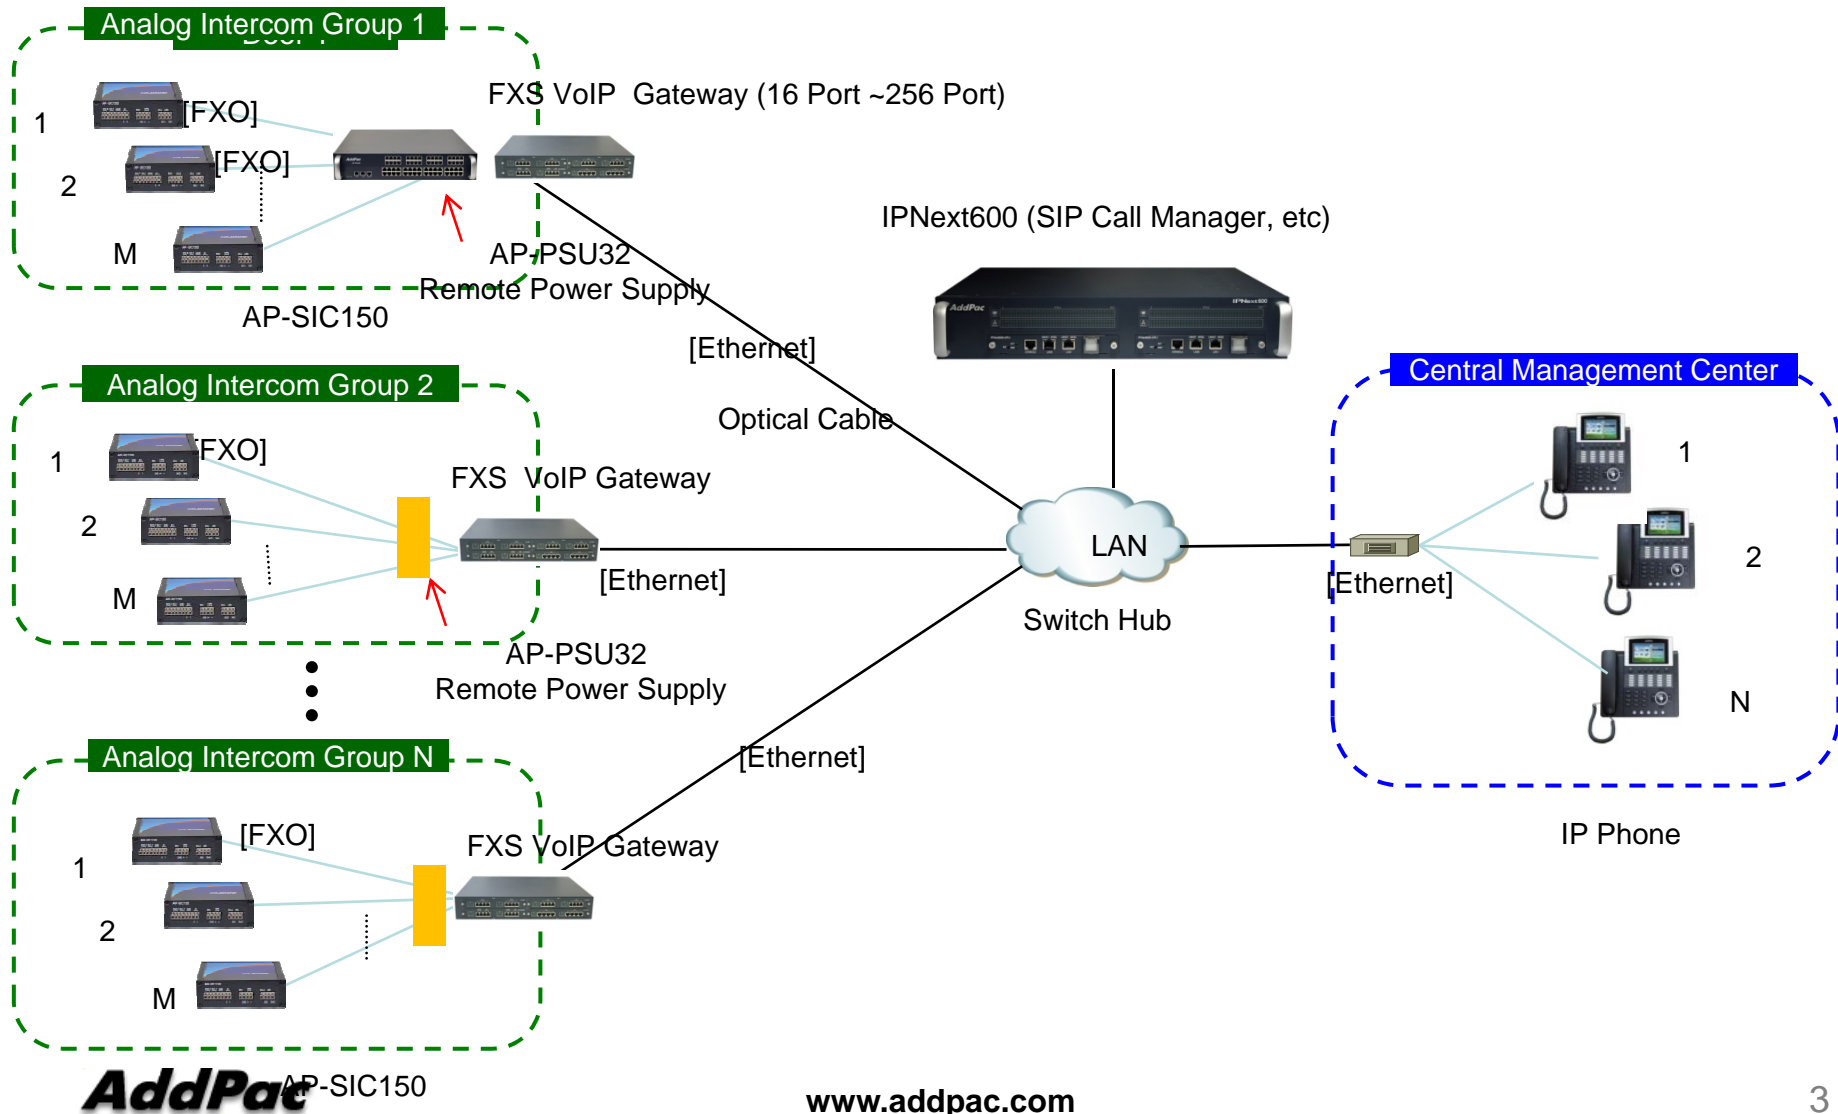 Analog Intercom Group 1
FXS VoIP Gateway (16 Port ~256 Port)
1
[FXO]
2
[FXO]
M
AP-PSU32
Remote Power Supply
AP-SIC150
[Ethernet]
Optical Cable
IPNext600 (SIP Call Manager, etc)
AddPac
IPNext600
Analog Intercom Group 2
1
[FXO]
2
M
FXS VoIP Gateway
[Ethernet]
AP-PSU32
Remote Power Supply
LAN
Switch Hub
Central Management Center
[Ethernet]
1
2
N
IP Phone
Analog Intercom Group N
[Ethernet]
1
[FXO]
2
M
FXS VoIP Gateway
AP-SIC150
AddPac
www.addpac.com
3